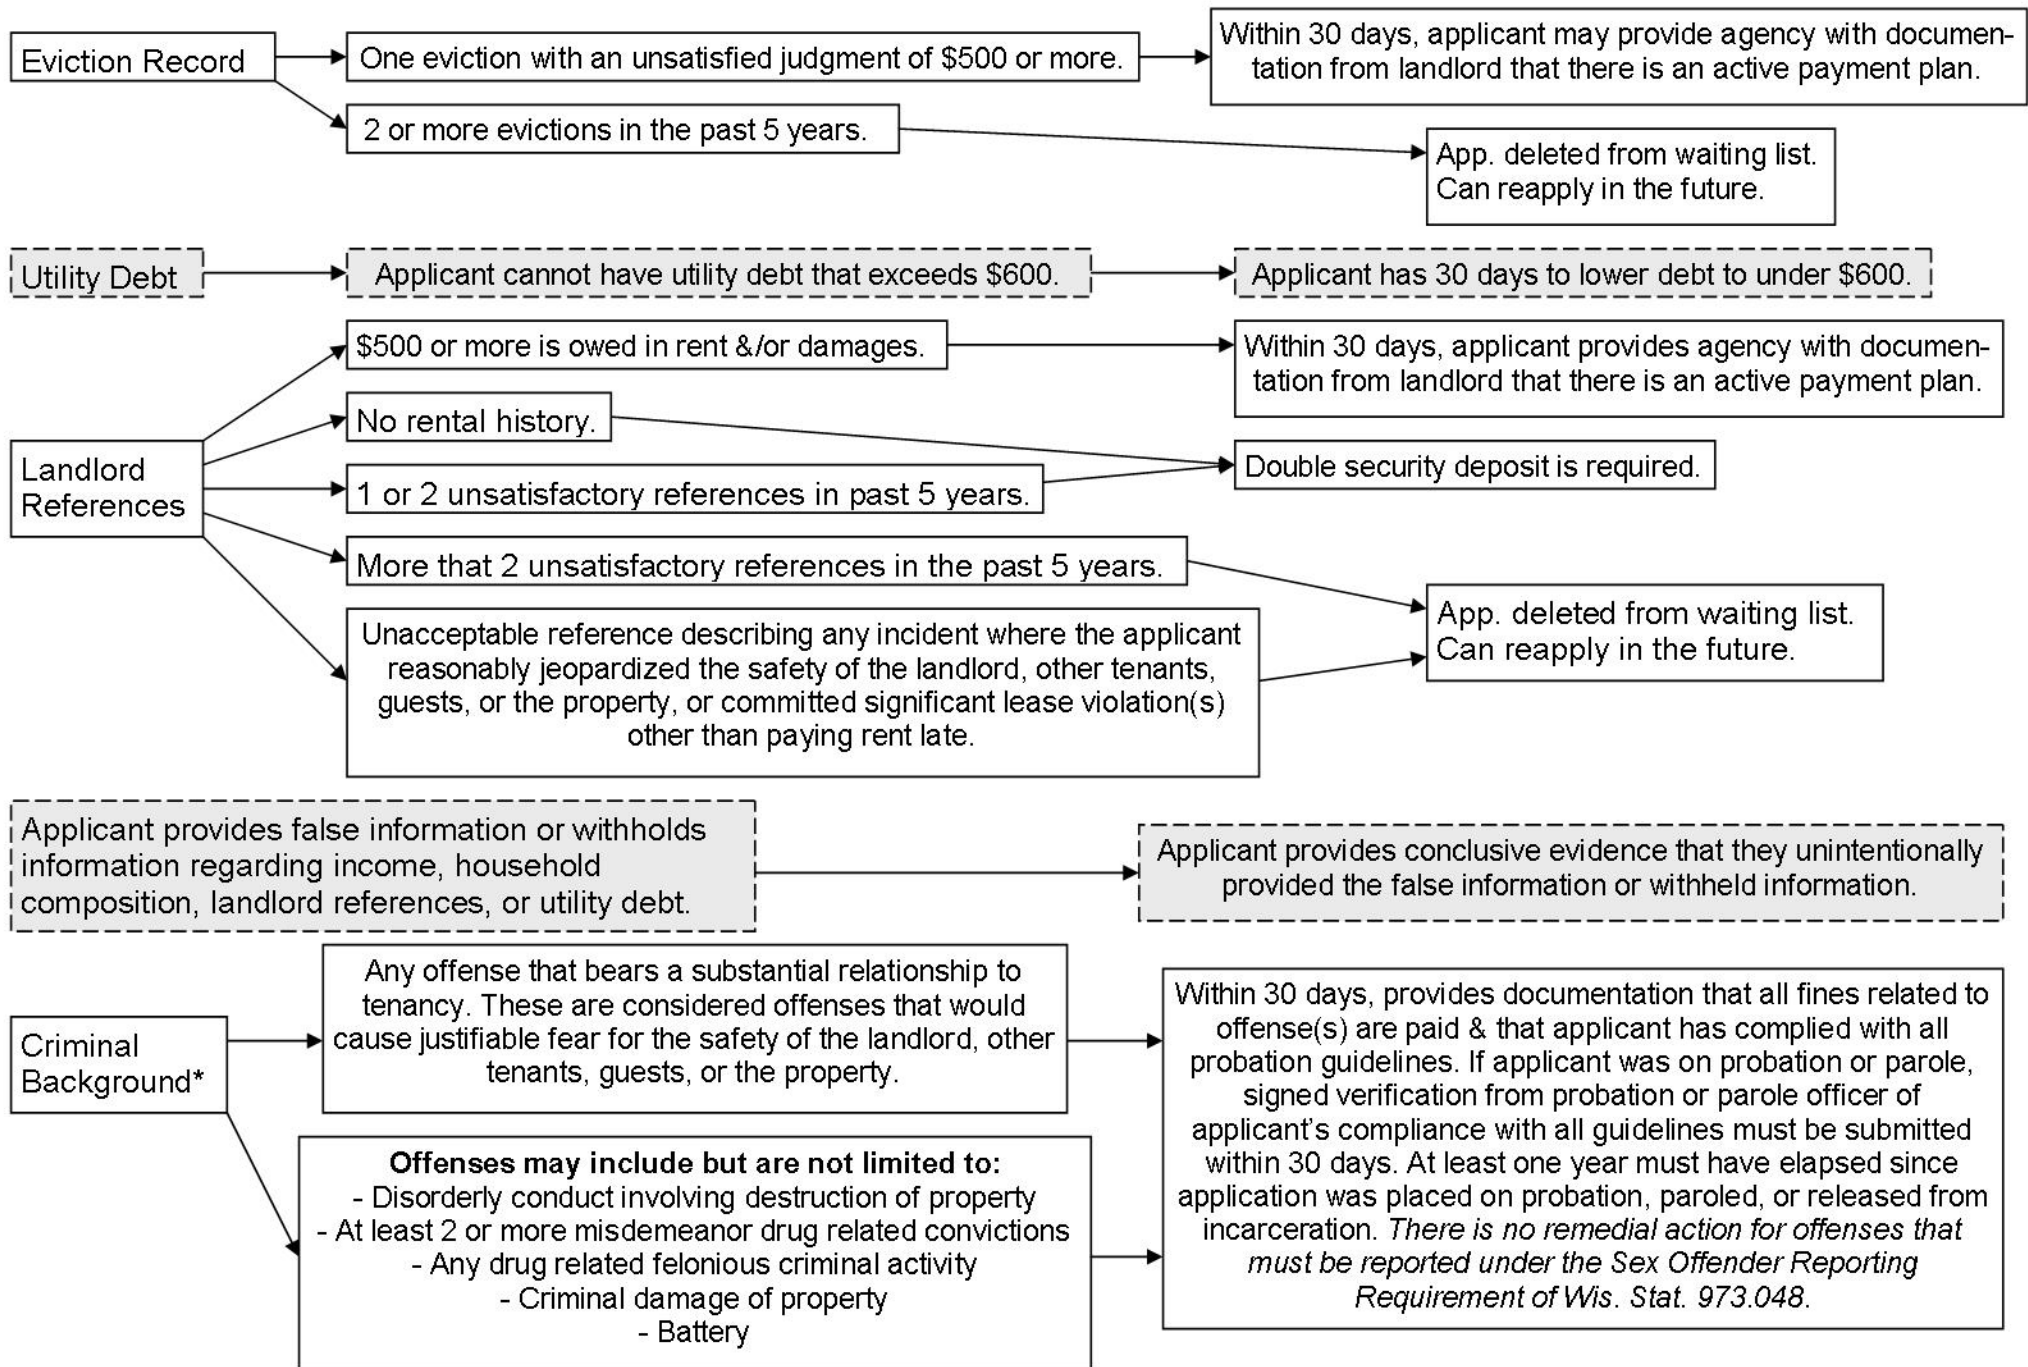 Eviction Record
One eviction with an unsatisfied judgment of $500 or more.
Within 30 days, applicant may provide agency with documen-
tation from landlord that there is an active payment plan.
2 or more evictions in the past 5 years.
App. deleted from waiting list.
Can reapply in the future.
Utility Debt
Applicant cannot have utility debt that exceeds $600.
Applicant has 30 days to lower debt to under $600.
Landlord
References
$500 or more is owed in rent &/or damages.
Within 30 days, applicant provides agency with documen-
tation from landlord that there is an active payment plan.
No rental history.
1 or 2 unsatisfactory references in past 5 years.
Double security deposit is required.
More that 2 unsatisfactory references in the past 5 years.
Unacceptable reference describing any incident where the applicant
reasonably jeopardized the safety of the landlord, other tenants,
guests, or the property, or committed significant lease violation(s)
other than paying rent late.
App. deleted from waiting list.
Can reapply in the future.
Applicant provides false information or withholds
information regarding income, household
composition, landlord references, or utility debt.
Applicant provides conclusive evidence that they unintentionally
provided the false information or withheld information.
Criminal
Background*
Any offense that bears a substantial relationship to
tenancy. These are considered offenses that would
cause justifiable fear for the safety of the landlord, other
tenants, guests, or the property.
Offenses may include but are not limited to:
- Disorderly conduct involving destruction of property
- At least 2 or more misdemeanor drug related convictions
- Any drug related felonious criminal activity
- Criminal damage of property
- Battery
Within 30 days, provides documentation that all fines related to
offense(s) are paid & that applicant has complied with all
probation guidelines. If applicant was on probation or parole,
signed verification from probation or parole officer of
applicant's compliance with all guidelines must be submitted
within 30 days. At least one year must have elapsed since
application was placed on probation, paroled, or released from
incarceration. There is no remedial action for offenses that
must be reported under the Sex Offender Reporting
Requirement of Wis. Stat. 973.048.